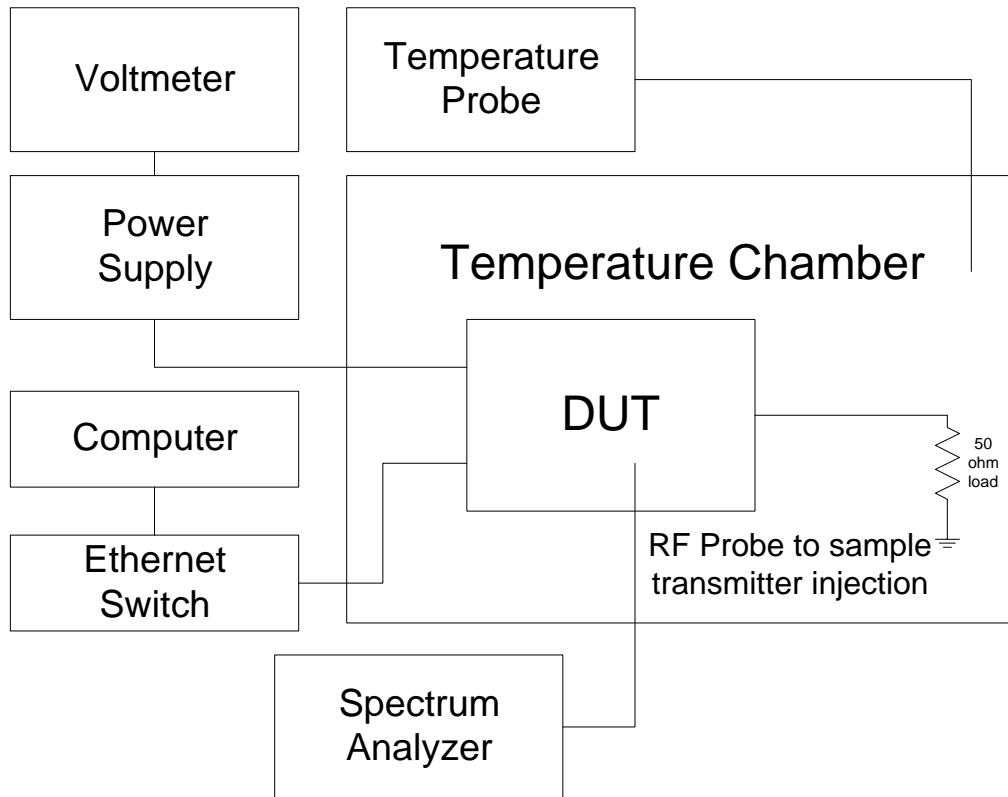 Voltmeter
Temperature
Probe
Power
Supply
Temperature Chamber
DUT
Computer
50
ohm
load
Ethernet
Switch
RF Probe to sample
transmitter injection
Spectrum
Analyzer